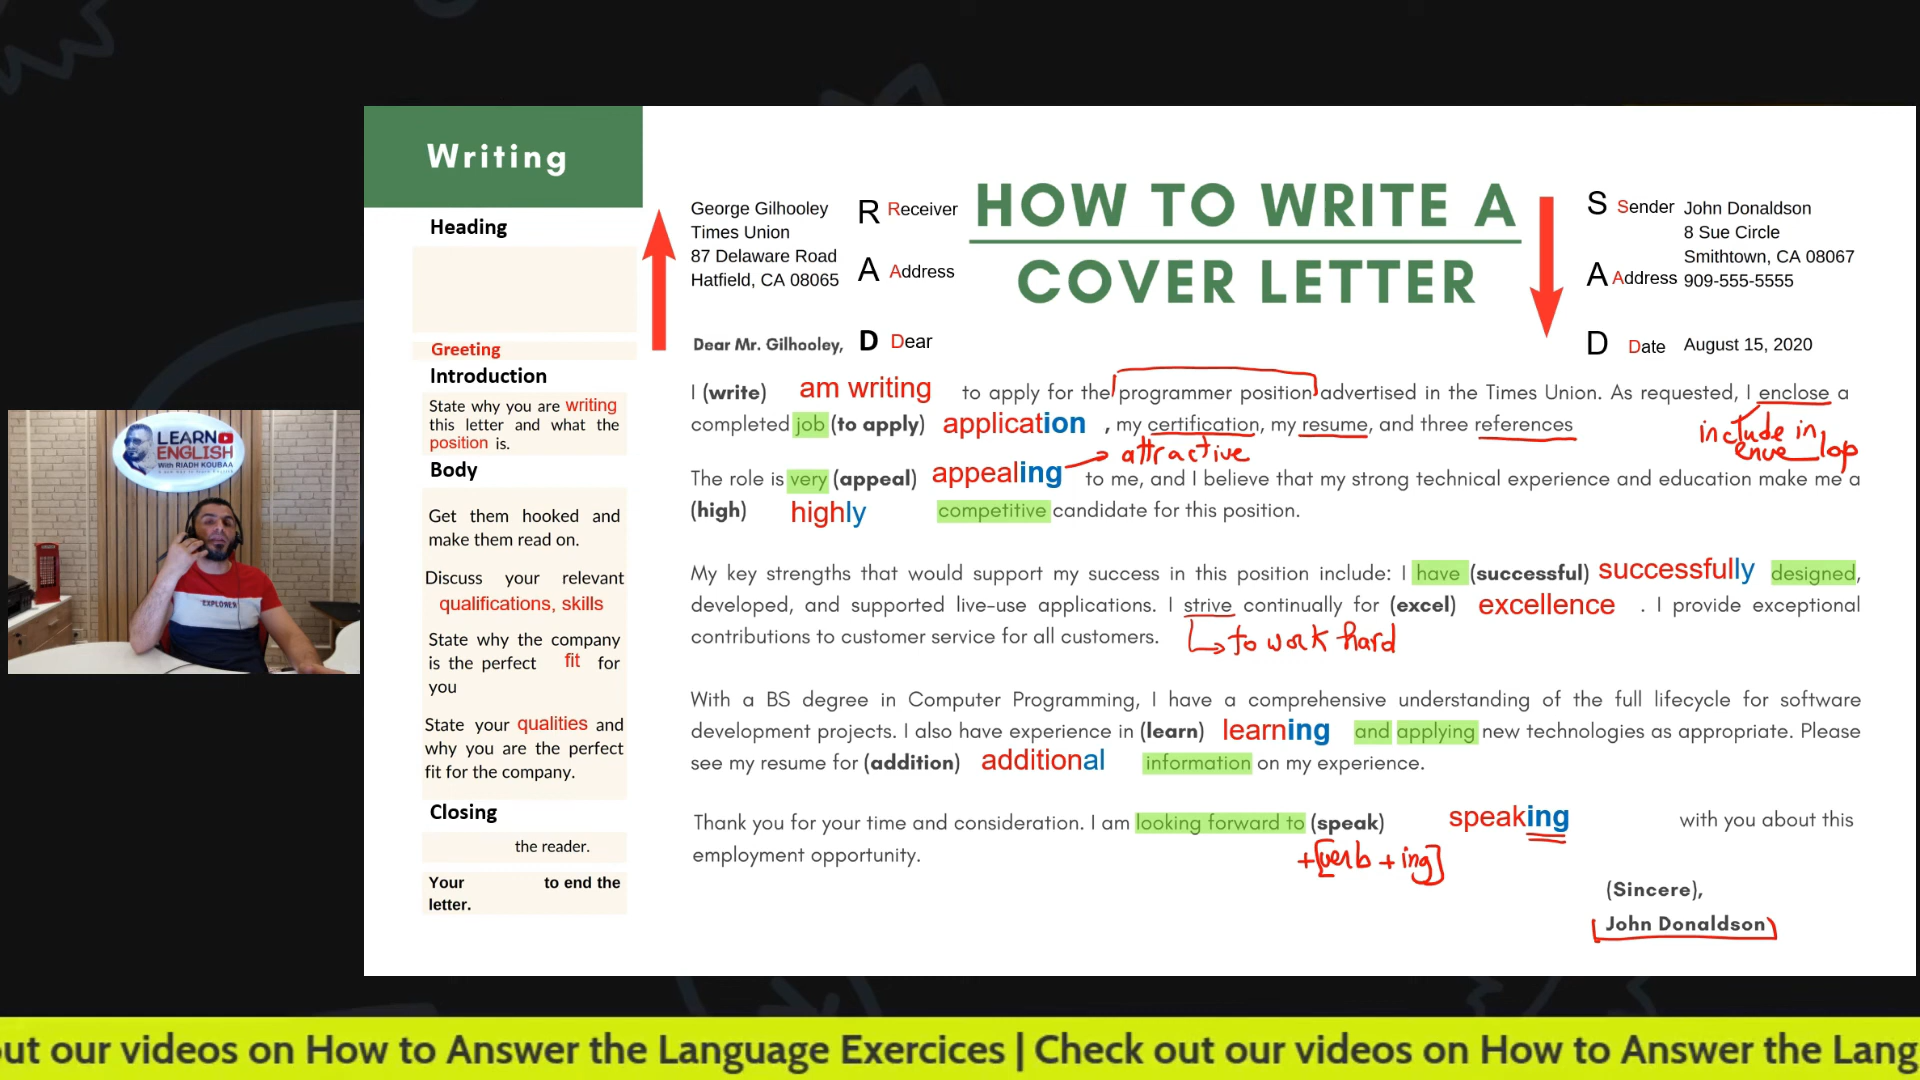 Writing
HOW TO WRITE A
COVER LETTER
George Gilhooley
Times Union
87 Delaware Road
Hatfield, CA 08065
R Receiver
A Address
D Dear
S Sender
A Address
D Date
John Donaldson
8 Sue Circle
Smithtown, CA 08067
909-555-5555
August 15, 2020
Heading
Greeting
Introduction
State why you are writing
this letter and what the
position is.
Body
Get them hooked and
make them read on.
Discuss your relevant
qualifications, skills
State why the company
is the perfect fit for
you
State your qualities and
why you are the perfect
fit for the company.
Closing
the reader.
Your to end the
letter.
Dear Mr. Gilhooley,
I (write) am writing to apply for the programmer position advertised in the Times Union. As requested, I enclose a
completed job (to apply) application , my certification, my resume, and three references
include in
envelop
attractive
The role is very (appeal) appealing to me, and I believe that my strong technical experience and education make me a
(high) highly competitive candidate for this position.
My key strengths that would support my success in this position include: I have (successful) successfully designed,
developed, and supported live-use applications. I strive continually for (excel) excellence . I provide exceptional
contributions to customer service for all customers.
to work hard
With a BS degree in Computer Programming, I have a comprehensive understanding of the full lifecycle for software
development projects. I also have experience in (learn) learning and applying new technologies as appropriate. Please
see my resume for (addition) additional information on my experience.
Thank you for your time and consideration. I am looking forward to (speak) speaking with you about this
employment opportunity.
+[verb + ing]
(Sincere),
John Donaldson
LEARN
ENGLISH
With RIADH KOUBAA
EXPLORER
out our videos on How to Answer the Language Exercices | Check out our videos on How to Answer the Lang